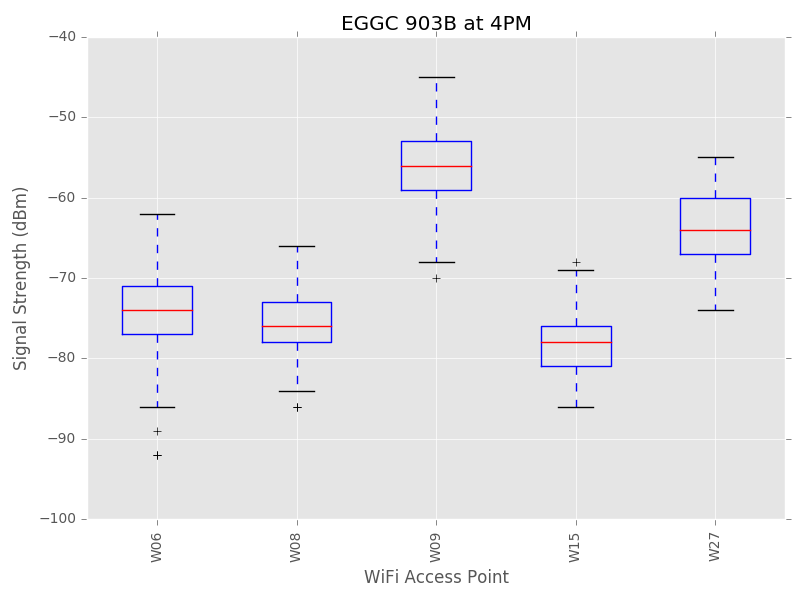 EGGC 903B at 4PM
−40
−50
−60
−70
−80
−90
−100
Signal Strength (dBm)
W06
W08
W09
W15
W27
WiFi Access Point